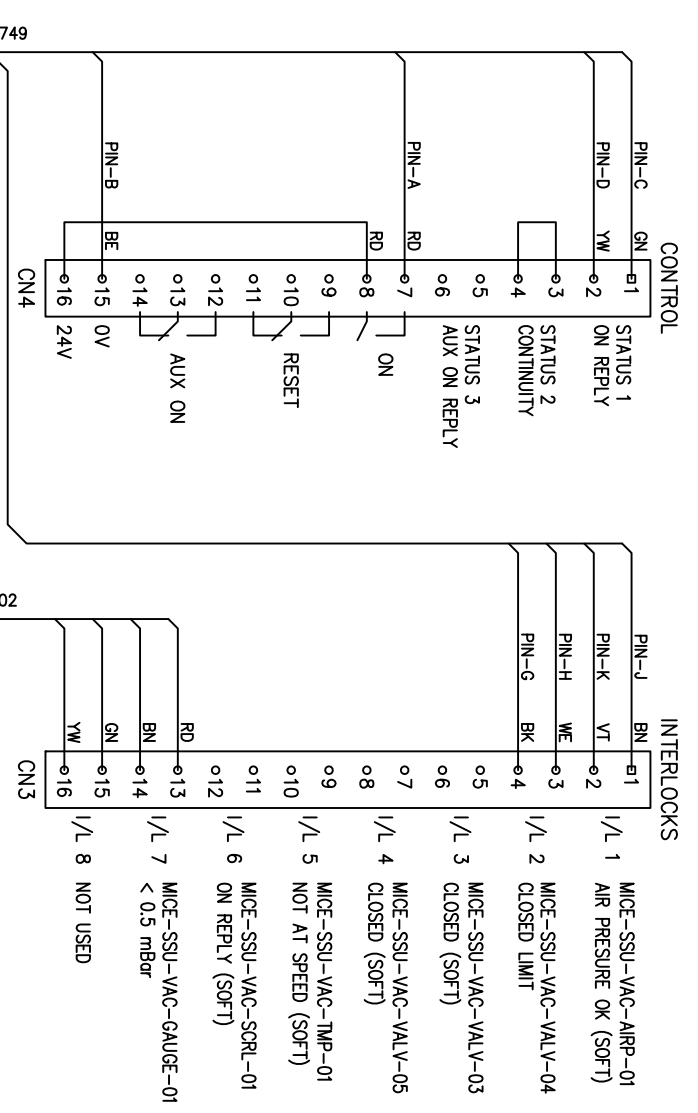 749
CONTROL
PIN-C GN 1
PIN-D YW 2
3
4
5
6
PIN-A RD 7
RD 8
9
10
11
12
13
14
PIN-B BE 15
16
STATUS 1
ON REPLY
STATUS 2
CONTINUITY
STATUS 3
AUX ON REPLY
ON
RESET
AUX ON
0V
24V
CN4
02
INTERLOCKS
PIN-J BN 1
PIN-K VT 2
PIN-H WE 3
PIN-G BK 4
5
6
7
8
9
10
11
12
RD 13
BN 14
GN 15
YW 16
I/L 1 MICE-SSU-VAC-AIRP-01
AIR PRESURE OK (SOFT)
I/L 2 MICE-SSU-VAC-VALV-04
CLOSED LIMIT
I/L 3 MICE-SSU-VAC-VALV-03
CLOSED (SOFT)
I/L 4 MICE-SSU-VAC-VALV-05
CLOSED (SOFT)
I/L 5 MICE-SSU-VAC-TMP-01
NOT AT SPEED (SOFT)
I/L 6 MICE-SSU-VAC-SCRL-01
ON REPLY (SOFT)
I/L 7 MICE-SSU-VAC-GAUGE-01
< 0.5 mBar
I/L 8 NOT USED
CN3